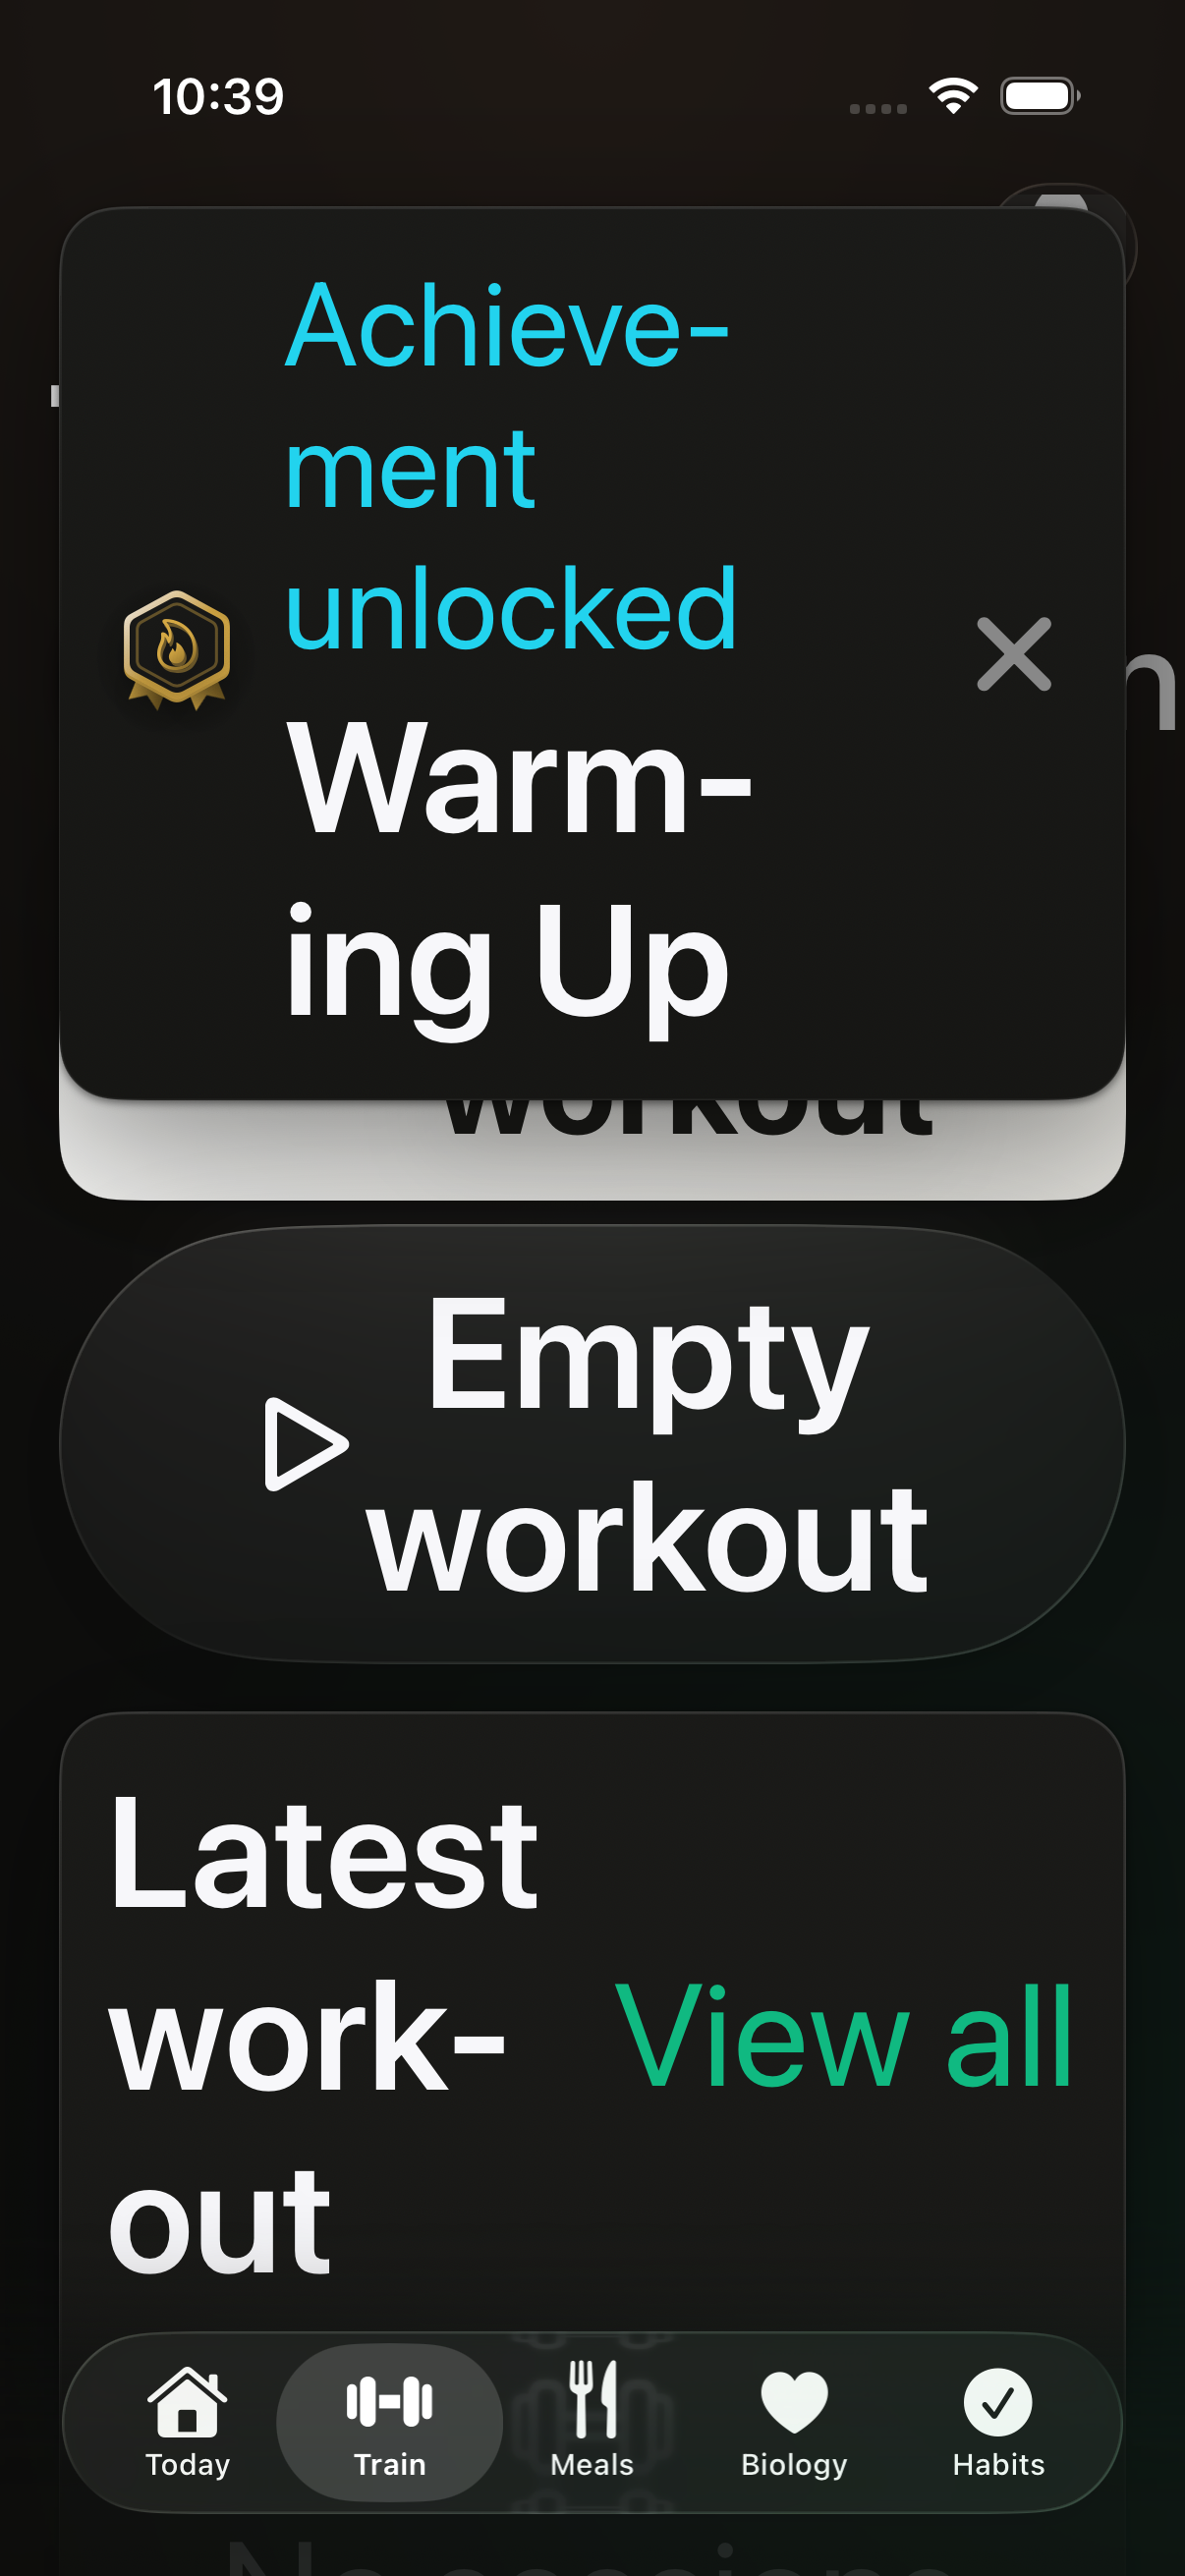 10:39
Achieve-
ment
unlocked
Warm-
ing Up
workout
Empty
workout
Latest
work-
out
View all
Today
Train
Meals
Biology
Habits